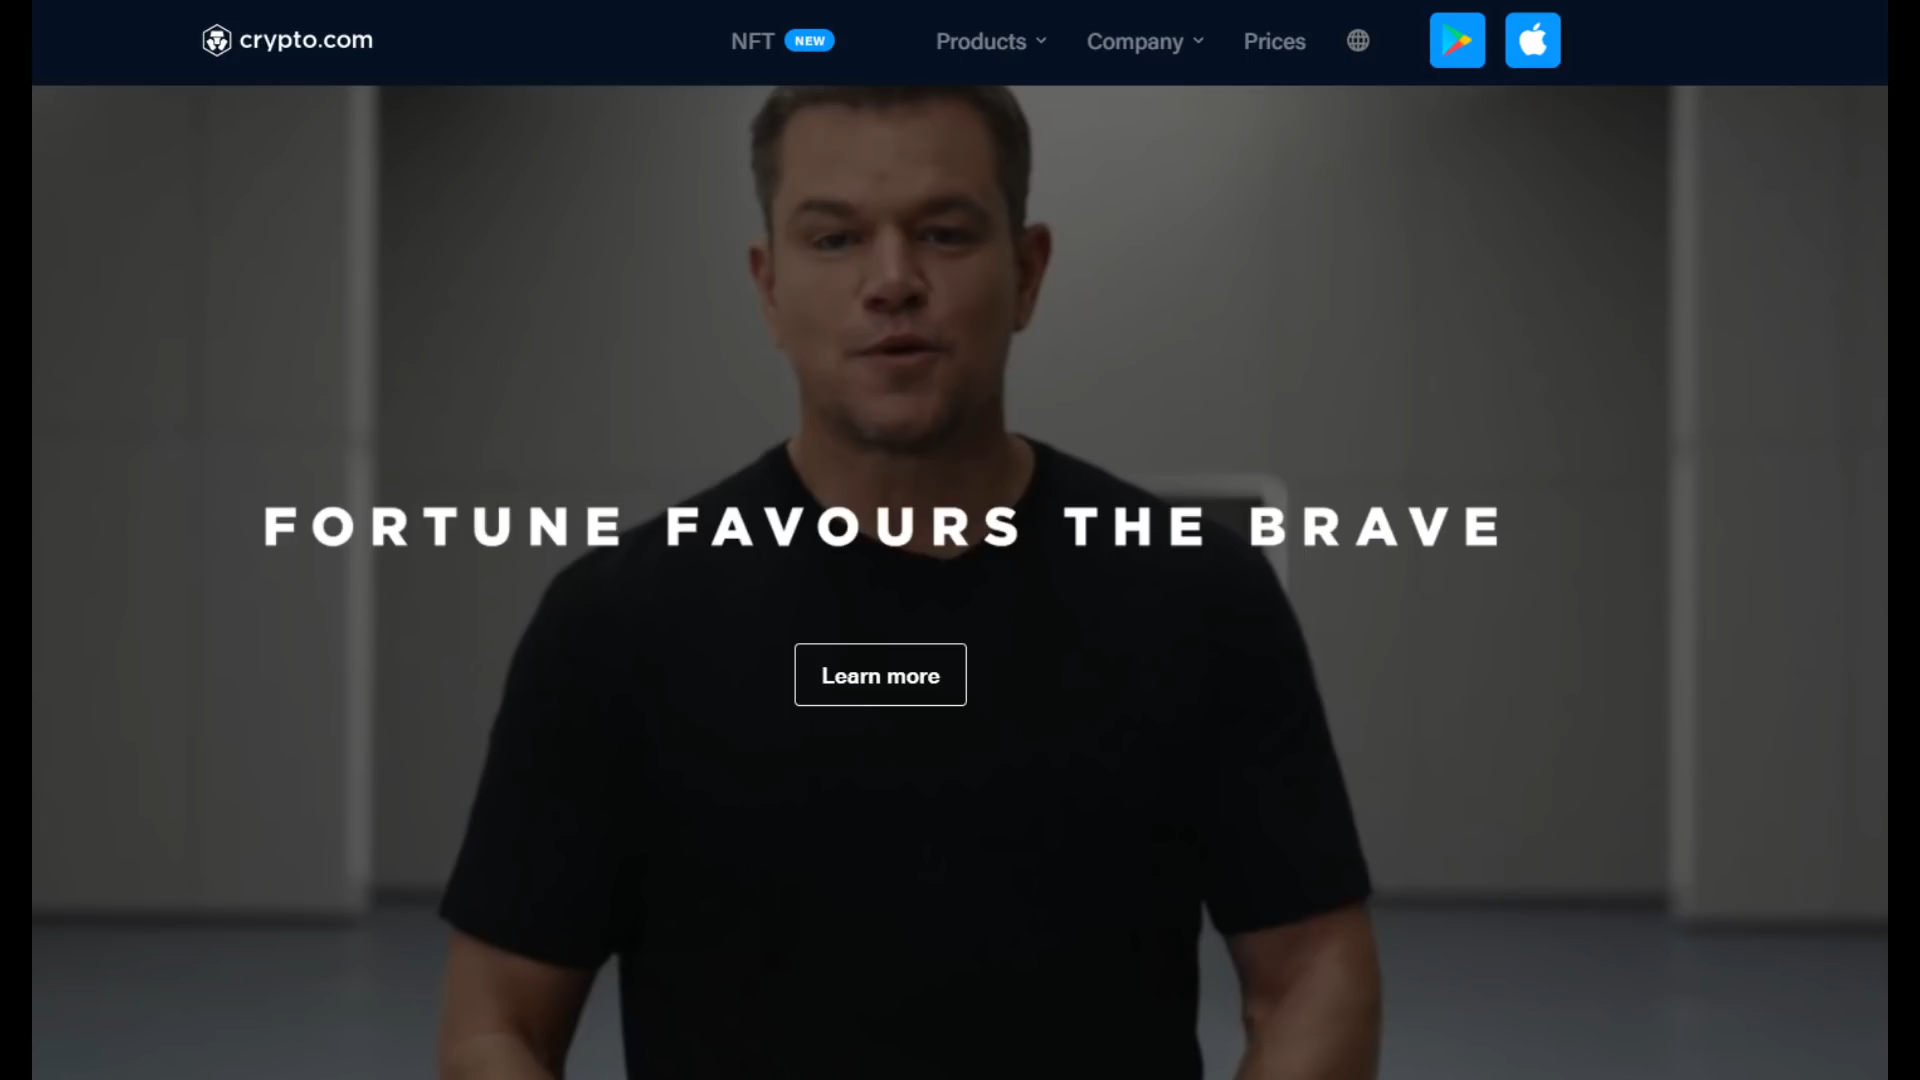 crypto.com
NFT NEW
Products
Company
Prices
FORTUNE FAVOURS THE BRAVE
Learn more